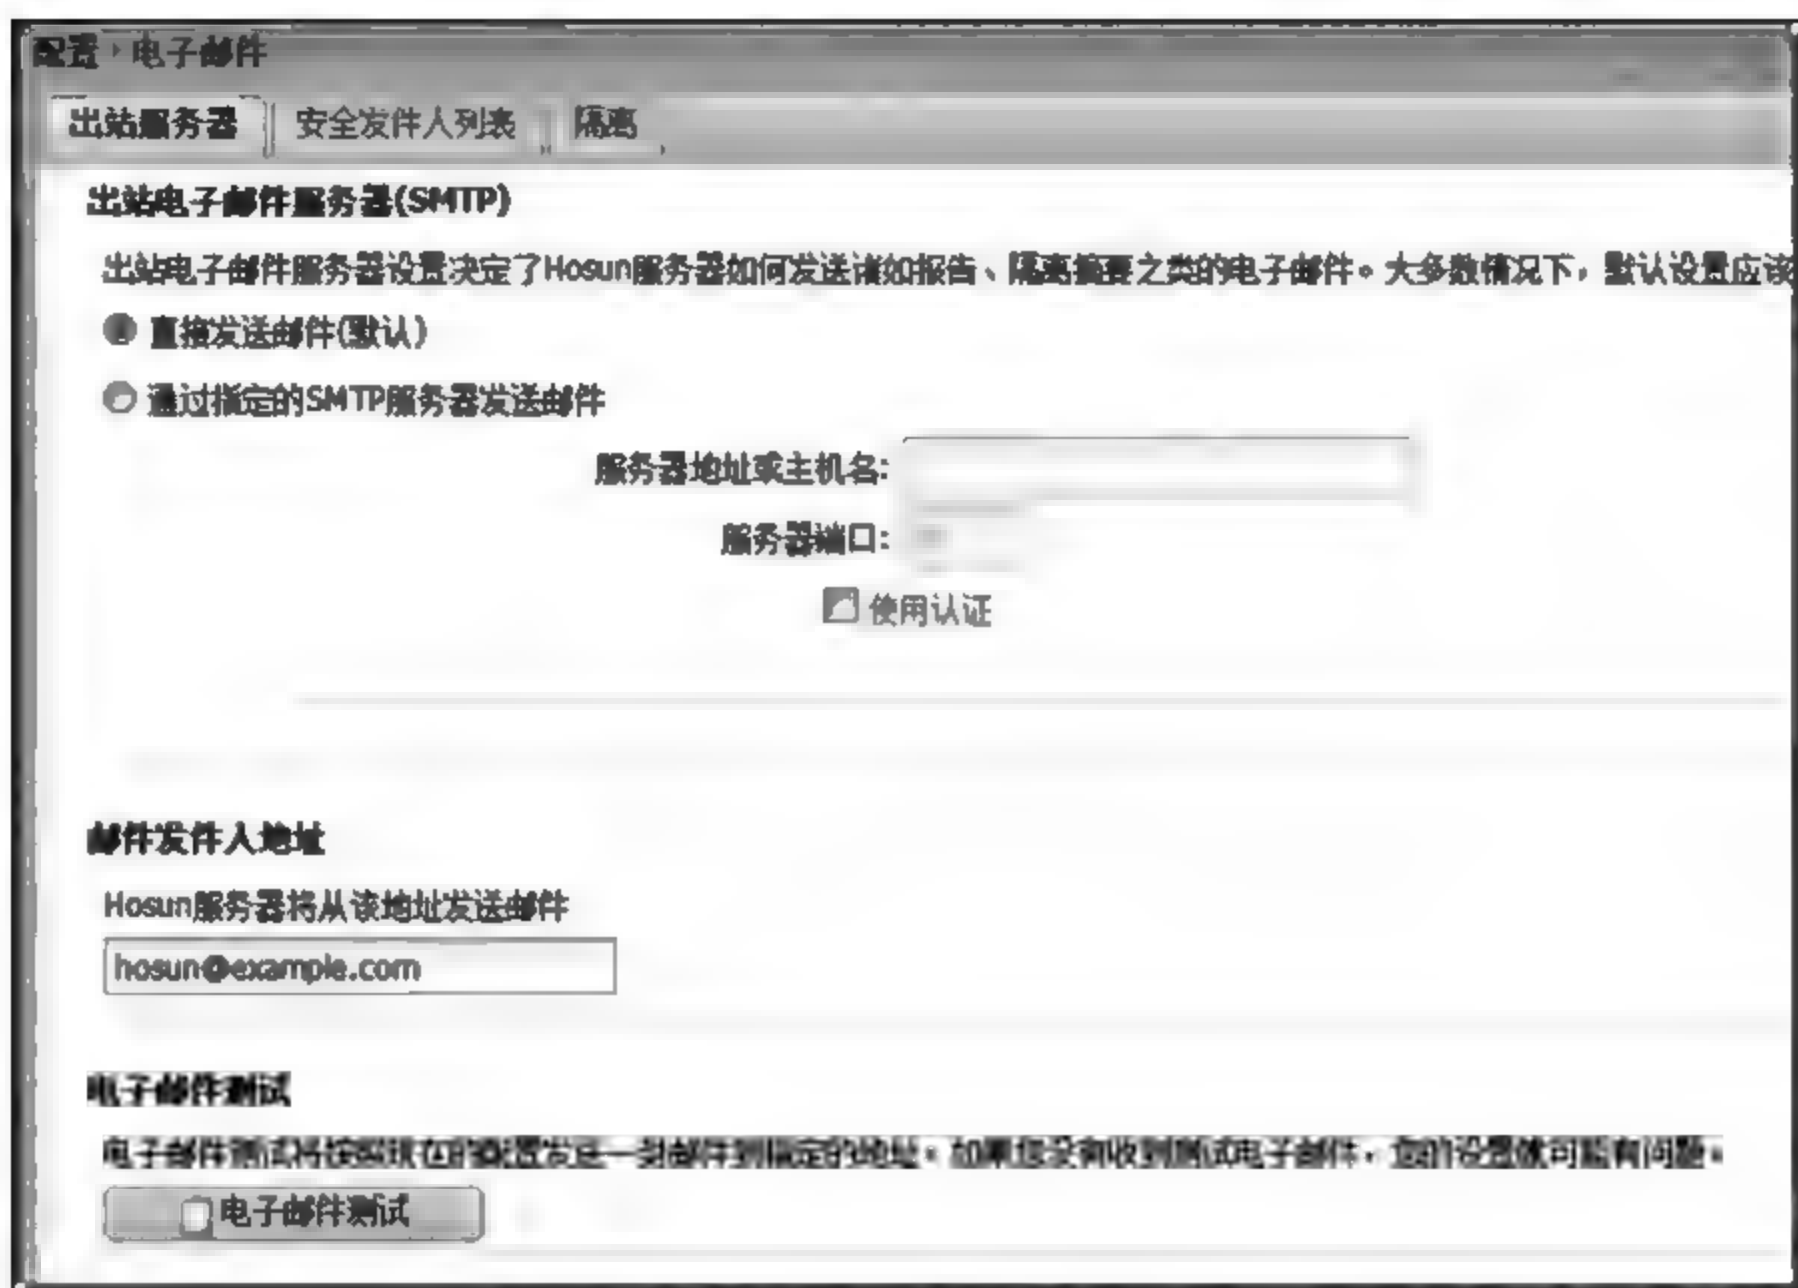 配置 › 电子邮件
出站服务器 安全发件人列表 隔离
出站电子邮件服务器(SMTP)
出站电子邮件服务器设置决定了Hosun服务器如何发送诸如报告、隔离摘要之类的电子邮件。大多数情况下，默认设置应该
直接发送邮件(默认)
通过指定的SMTP服务器发送邮件
服务器地址或主机名:
服务器端口:
使用认证
邮件发件人地址
Hosun服务器将从该地址发送邮件
hosun@example.com
电子邮件测试
电子邮件测试将按照现在的配置发送一封邮件到指定的地址。如果您没有收到测试电子邮件，您的设置就可能有问题。
电子邮件测试